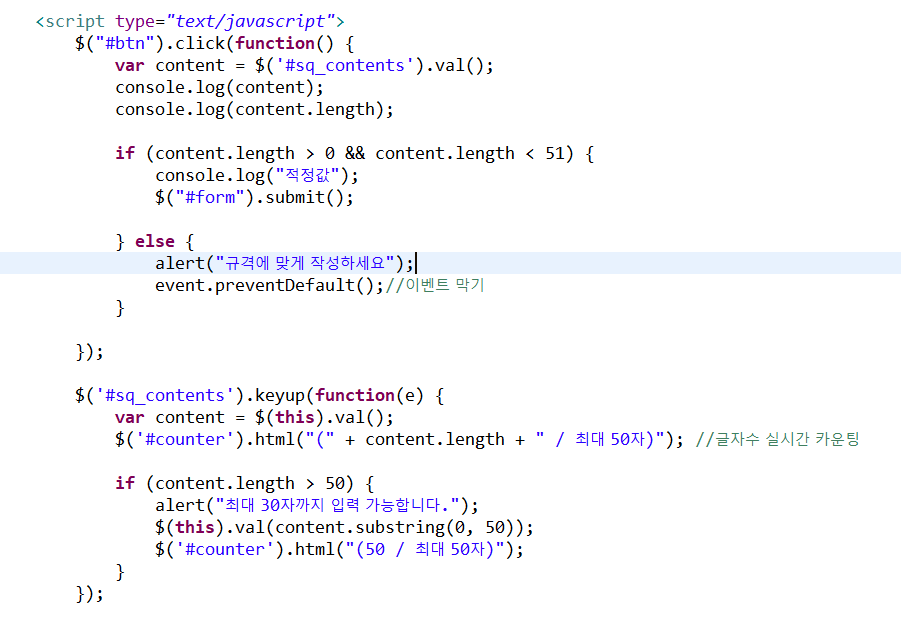 <script type="text/javascript">
$("#btn").click(function() {
var content = $('#sq_contents').val();
console.log(content);
console.log(content.length);
if (content.length > 0 && content.length < 51) {
console.log("적정값");
$("#form").submit();
} else {
alert("규격에 맞게 작성하세요");
event.preventDefault();//이벤트 막기
}
});
$('#sq_contents').keyup(function(e) {
var content = $(this).val();
$('#counter').html("(" + content.length + " / 최대 50자)"); //글자수 실시간 카운팅
if (content.length > 50) {
alert("최대 30자까지 입력 가능합니다.");
$(this).val(content.substring(0, 50));
$('#counter').html("(50 / 최대 50자)");
}
});